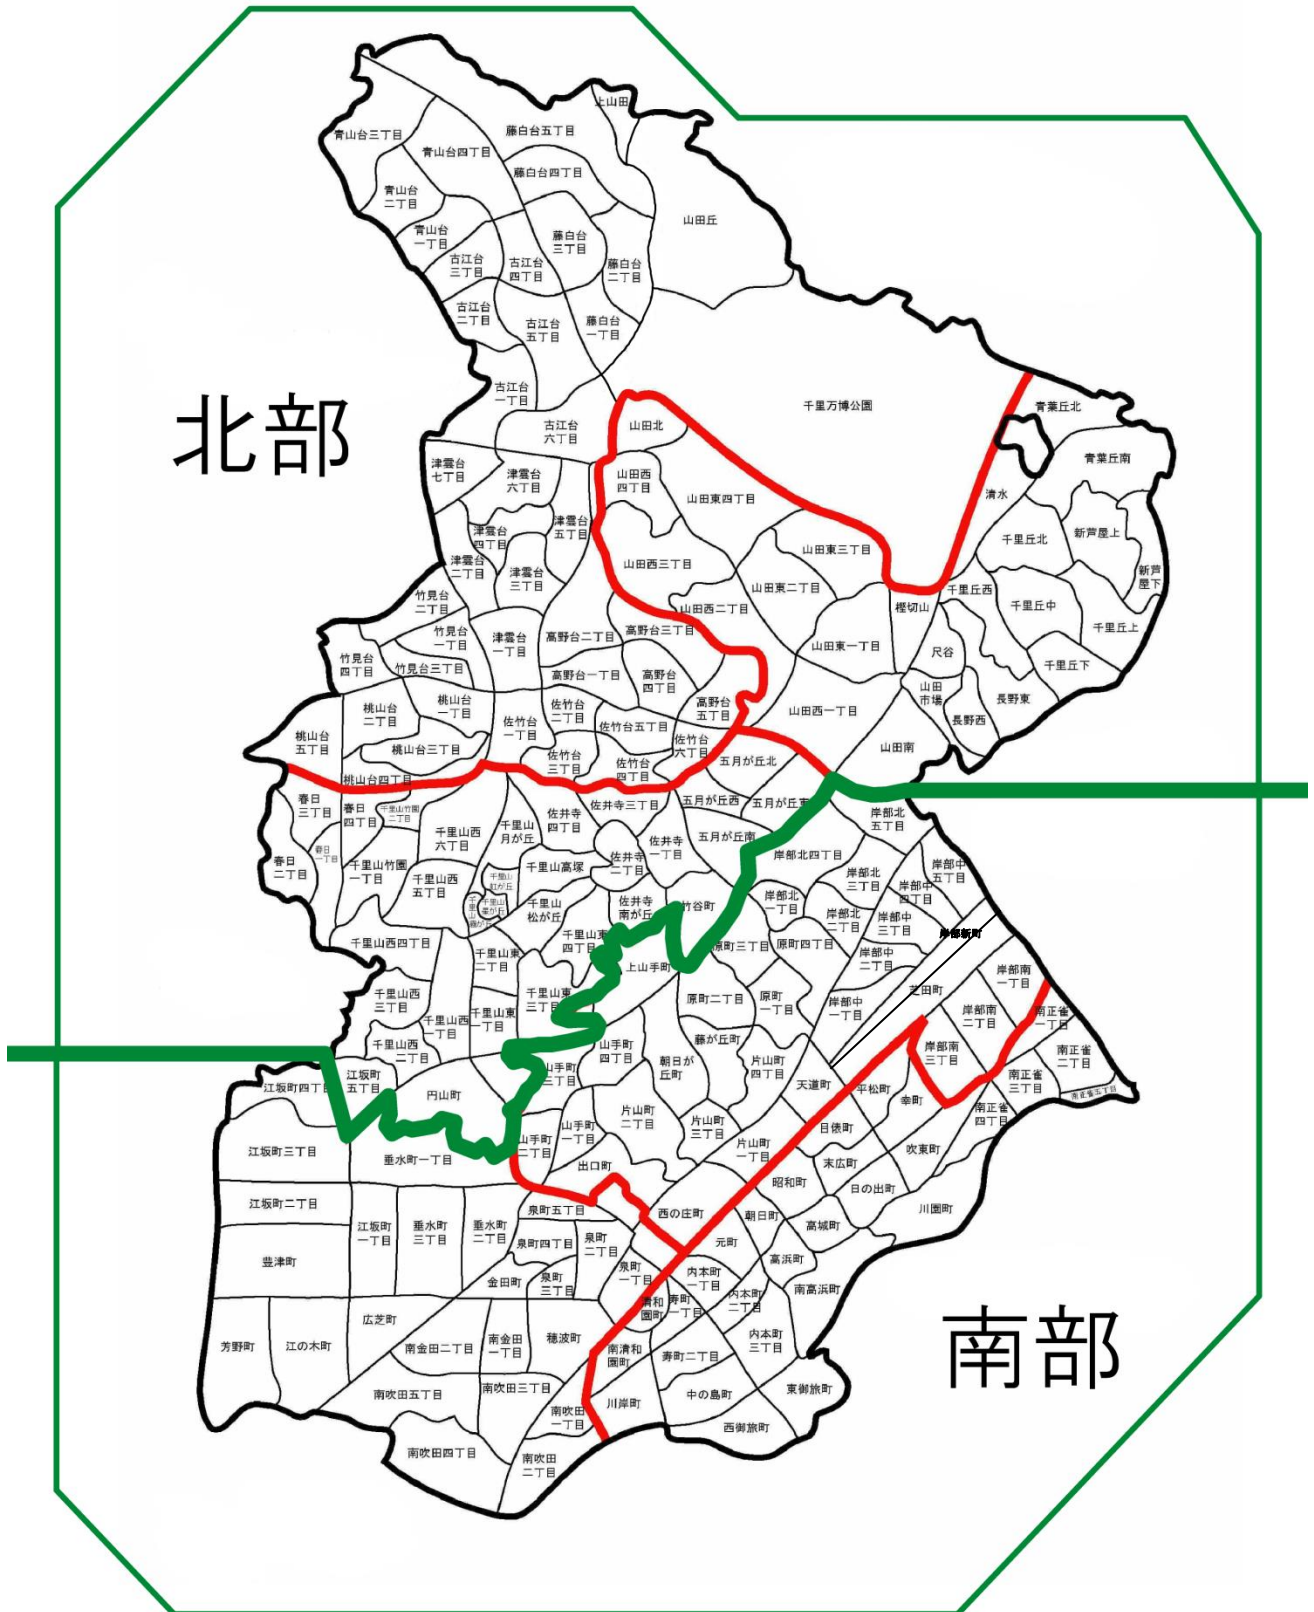 上山田
青山台三丁目
藤白台五丁目
青山台四丁目
藤白台四丁目
青山台
二丁目
山田丘
青山台
一丁目
藤白台
三丁目
古江台
三丁目
古江台
四丁目
藤白台
二丁目
古江台
二丁目
古江台
五丁目
藤白台
一丁目
北部
古江台
一丁目
千里万博公園
青葉丘北
古江台
六丁目
山田北
青葉丘南
津雲台
七丁目
津雲台
六丁目
山田西
四丁目
山田東四丁目
清水
津雲台
五丁目
津雲台
四丁目
千里丘北
新芦屋上
山田東三丁目
津雲台
二丁目
津雲台
三丁目
山田西三丁目
山田東二丁目
新芦
屋下
千里丘西
竹見台
二丁目
山田西二丁目
樫切山
千里丘中
千里丘上
竹見台
一丁目
津雲台
一丁目
高野台二丁目
高野台三丁目
山田東一丁目
尺谷
竹見台
四丁目
竹見台三丁目
高野台一丁目
高野台
四丁目
千里丘下
桃山台
二丁目
桃山台
一丁目
佐竹台
二丁目
高野台
五丁目
山田西一丁目
山田
市場
長野東
長野西
佐竹台
一丁目
佐竹台五丁目
桃山台
五丁目
桃山台三丁目
佐竹台
六丁目
山田南
佐竹台
三丁目
佐竹台
四丁目
五月が丘北
桃山台四丁目
春日
三丁目
春日
四丁目
千里山竹園
二丁目
佐井寺三丁目
五月が丘西
五月が丘東
佐井寺
四丁目
千里山
月が丘
千里山西
六丁目
五月が丘南
岸部北
五丁目
春日
一丁目
佐井寺
一丁目
佐井寺
二丁目
岸部北四丁目
岸部中
五丁目
春日
二丁目
千里山竹園
一丁目
千里山高塚
千里山
虹が丘
千里山西
五丁目
岸部北
三丁目
岸部中
四丁目
千里山
星が丘
千里山
霧が丘
千里山
松が丘
佐井寺
南が丘
竹谷町
岸部北
一丁目
岸部北
二丁目
岸部中
三丁目
岸部新町
千里山西四丁目
千里山東
四丁目
原町三丁目
原町四丁目
千里山東
二丁目
上山手町
岸部中
二丁目
岸部南
一丁目
千里山西
三丁目
千里山東
三丁目
原町二丁目
原町
一丁目
岸部中
一丁目
芝田町
千里山西
一丁目
千里山東
一丁目
岸部南
二丁目
南正雀
一丁目
千里山西
二丁目
山手町
四丁目
藤が丘町
岸部南
三丁目
南正雀
二丁目
朝日が
丘町
片山町
四丁目
江坂町四丁目
江坂町
五丁目
山手町
三丁目
天道町
平松町
南正雀
三丁目
円山町
幸町
南正雀五丁目
片山町
二丁目
南正雀
四丁目
山手町
一丁目
山手町
二丁目
片山町
三丁目
目俵町
江坂町三丁目
垂水町一丁目
片山町
一丁目
吹東町
出口町
末広町
昭和町
日の出町
江坂町二丁目
泉町五丁目
西の庄町
朝日町
川園町
江坂町
一丁目
垂水町
三丁目
垂水町
二丁目
高城町
泉町四丁目
泉町
二丁目
元町
豊津町
高浜町
泉町
一丁目
内本町
一丁目
金田町
泉町
三丁目
南高浜町
清和
園町
寿町
一丁目
内本町
二丁目
広芝町
南部
芳野町
江の木町
南金田二丁目
南金田
一丁目
穂波町
内本町
三丁目
南清和
園町
寿町二丁目
南吹田五丁目
南吹田三丁目
中の島町
東御旅町
川岸町
南吹田
一丁目
西御旅町
南吹田四丁目
南吹田
二丁目